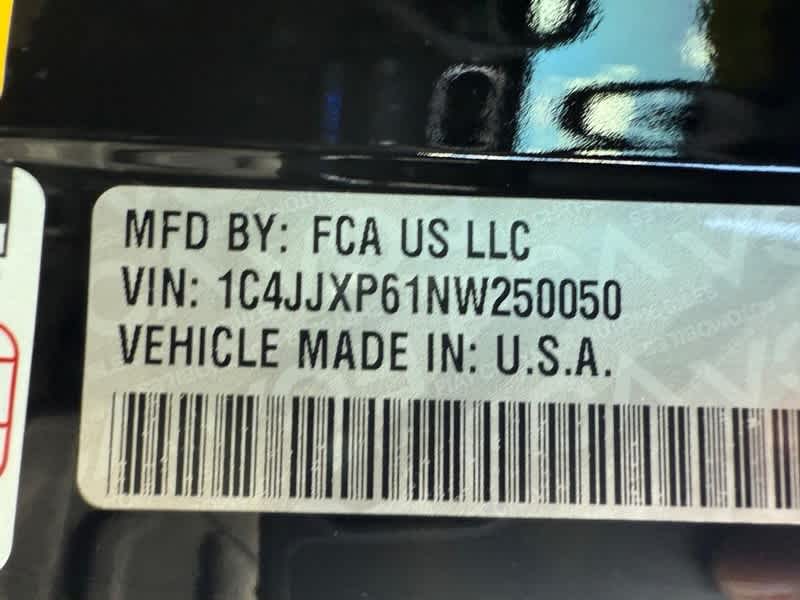 MFD BY: FCA US LLC
VIN: 1C4JJXP61NW250050
VEHICLE MADE IN: U.S.A.